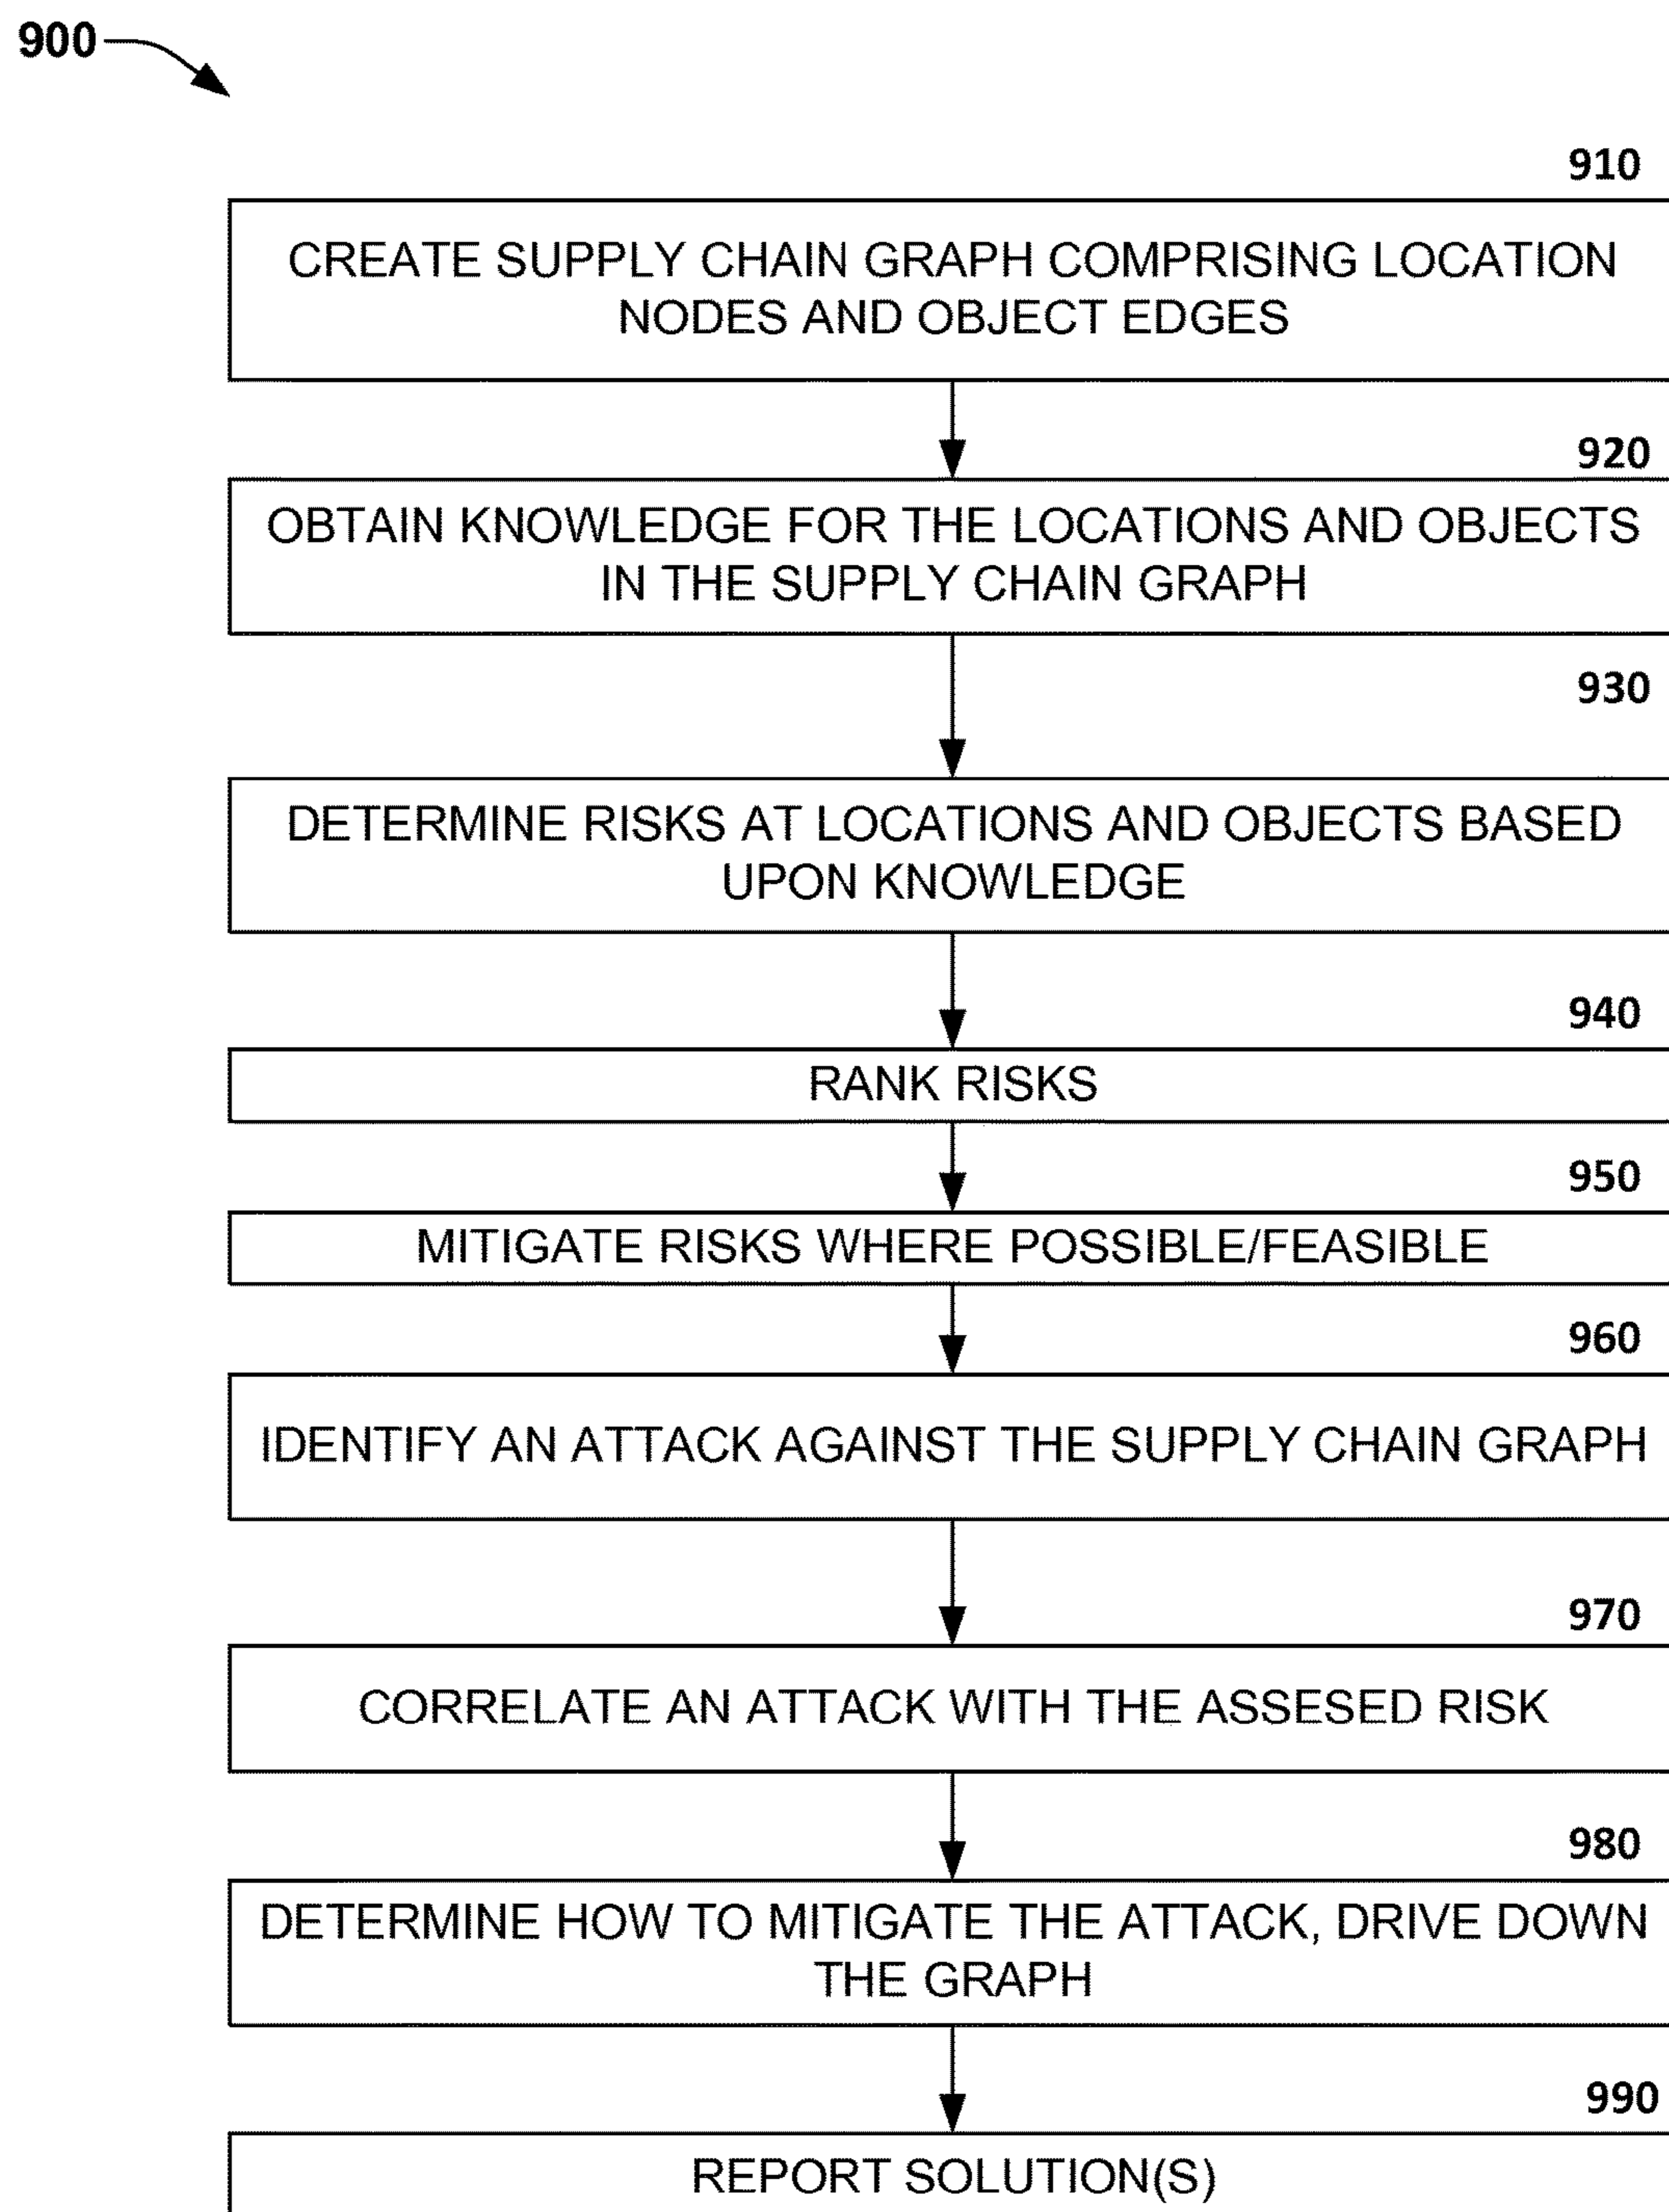 900
910
CREATE SUPPLY CHAIN GRAPH COMPRISING LOCATION
NODES AND OBJECT EDGES
920
OBTAIN KNOWLEDGE FOR THE LOCATIONS AND OBJECTS
IN THE SUPPLY CHAIN GRAPH
930
DETERMINE RISKS AT LOCATIONS AND OBJECTS BASED
UPON KNOWLEDGE
940
RANK RISKS
950
MITIGATE RISKS WHERE POSSIBLE/FEASIBLE
960
IDENTIFY AN ATTACK AGAINST THE SUPPLY CHAIN GRAPH
970
CORRELATE AN ATTACK WITH THE ASSESED RISK
980
DETERMINE HOW TO MITIGATE THE ATTACK, DRIVE DOWN
THE GRAPH
990
REPORT SOLUTION(S)